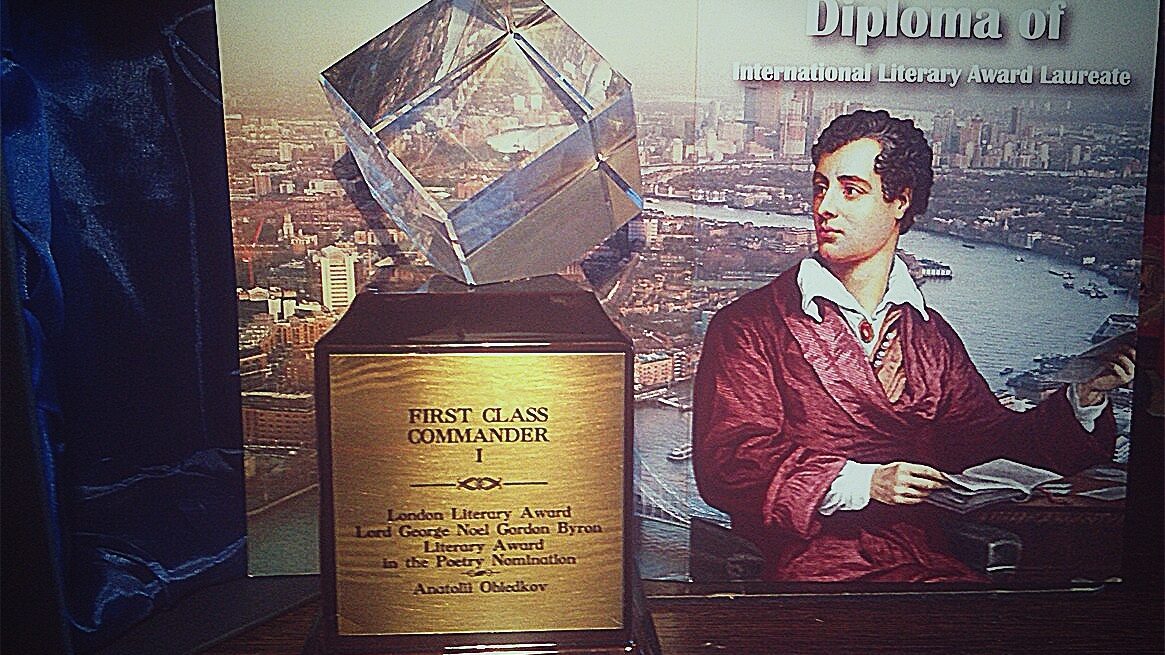 Diploma of
International Literary Award Laureate
FIRST CLASS
COMMANDER
I
London Literary Award
Lord George Noel Gordon Byron
Literary Award
in the Poetry Nomination
Anatolii Obiedkov